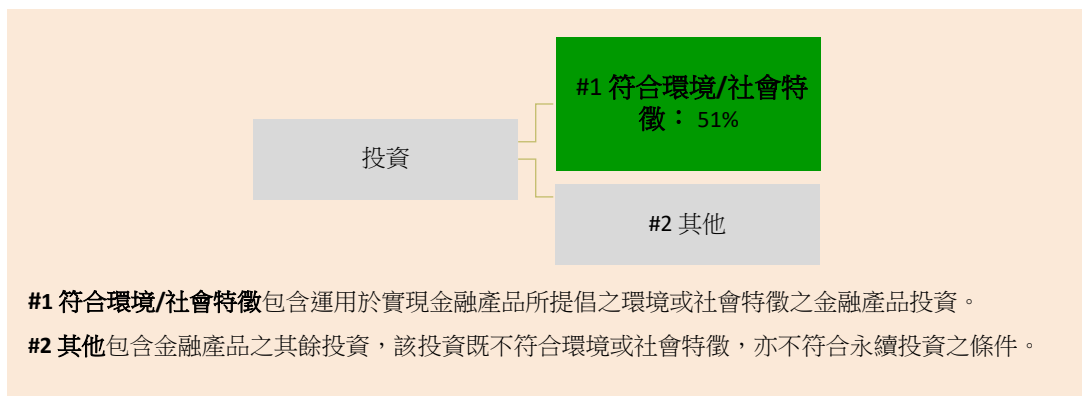 #1 符合環境/社會特
徵： 51%
投資
#2 其他
#1 符合環境/社會特徵包含運用於實現金融產品所提倡之環境或社會特徵之金融產品投資。
#2 其他包含金融產品之其餘投資，該投資既不符合環境或社會特徵，亦不符合永續投資之條件。